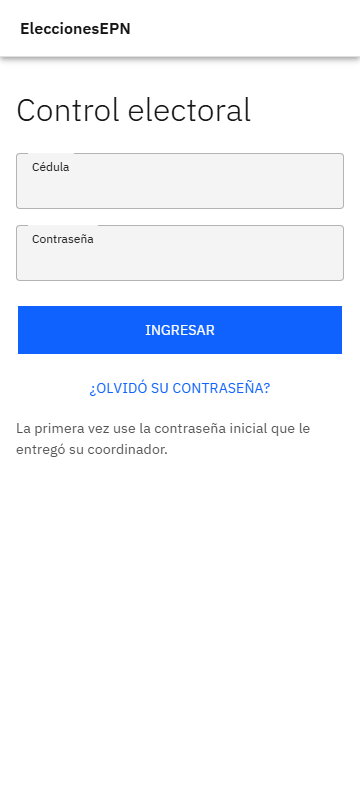 EleccionesEPN
Control electoral
Cédula
Contraseña
INGRESAR
¿OLVIDÓ SU CONTRASEÑA?
La primera vez use la contraseña inicial que le
entregó su coordinador.